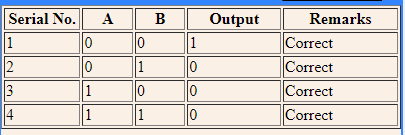 Serial No. A B Output Remarks
1 0 0 1 Correct
2 0 1 0 Correct
3 1 0 0 Correct
4 1 1 0 Correct